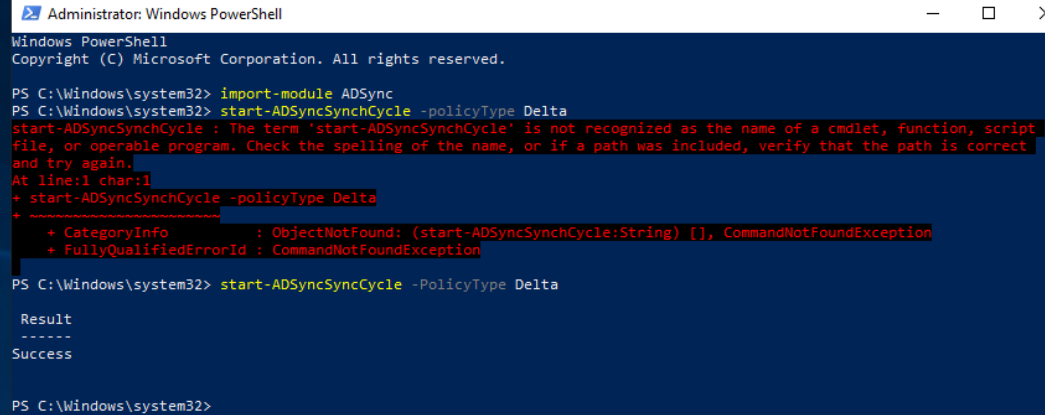 Administrator: Windows PowerShell
Windows PowerShell
Copyright (C) Microsoft Corporation. All rights reserved.
PS C:\Windows\system32> import-module ADSync
PS C:\Windows\system32> start-ADSyncSynchCycle -policyType Delta
start-ADSyncSynchCycle : The term 'start-ADSyncSynchCycle' is not recognized as the name of a cmdlet, function, script
file, or operable program. Check the spelling of the name, or if a path was included, verify that the path is correct
and try again.
At line:1 char:1
+ start-ADSyncSynchCycle -policyType Delta
+ ~~~~~~~~~~~~~~~~~~~~~~
+ CategoryInfo : ObjectNotFound: (start-ADSyncSynchCycle:String) [], CommandNotFoundException
+ FullyQualifiedErrorId : CommandNotFoundException
PS C:\Windows\system32> start-ADSyncSyncCycle -PolicyType Delta
Result
------
Success
PS C:\Windows\system32>